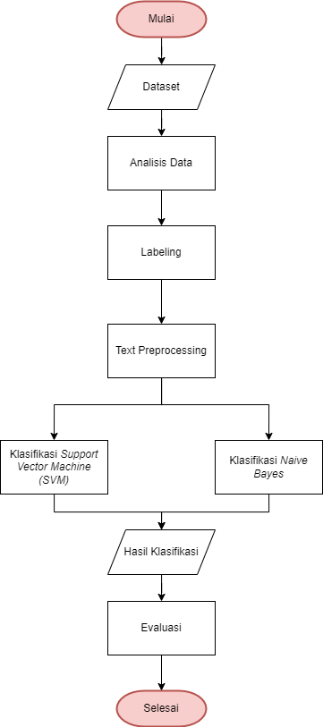 Mulai
Dataset
Analisis Data
Labeling
Text Preprocessing
Klasifikasi Support
Vector Machine
(SVM)
Klasifikasi Naive
Bayes
Hasil Klasifikasi
Evaluasi
Selesai